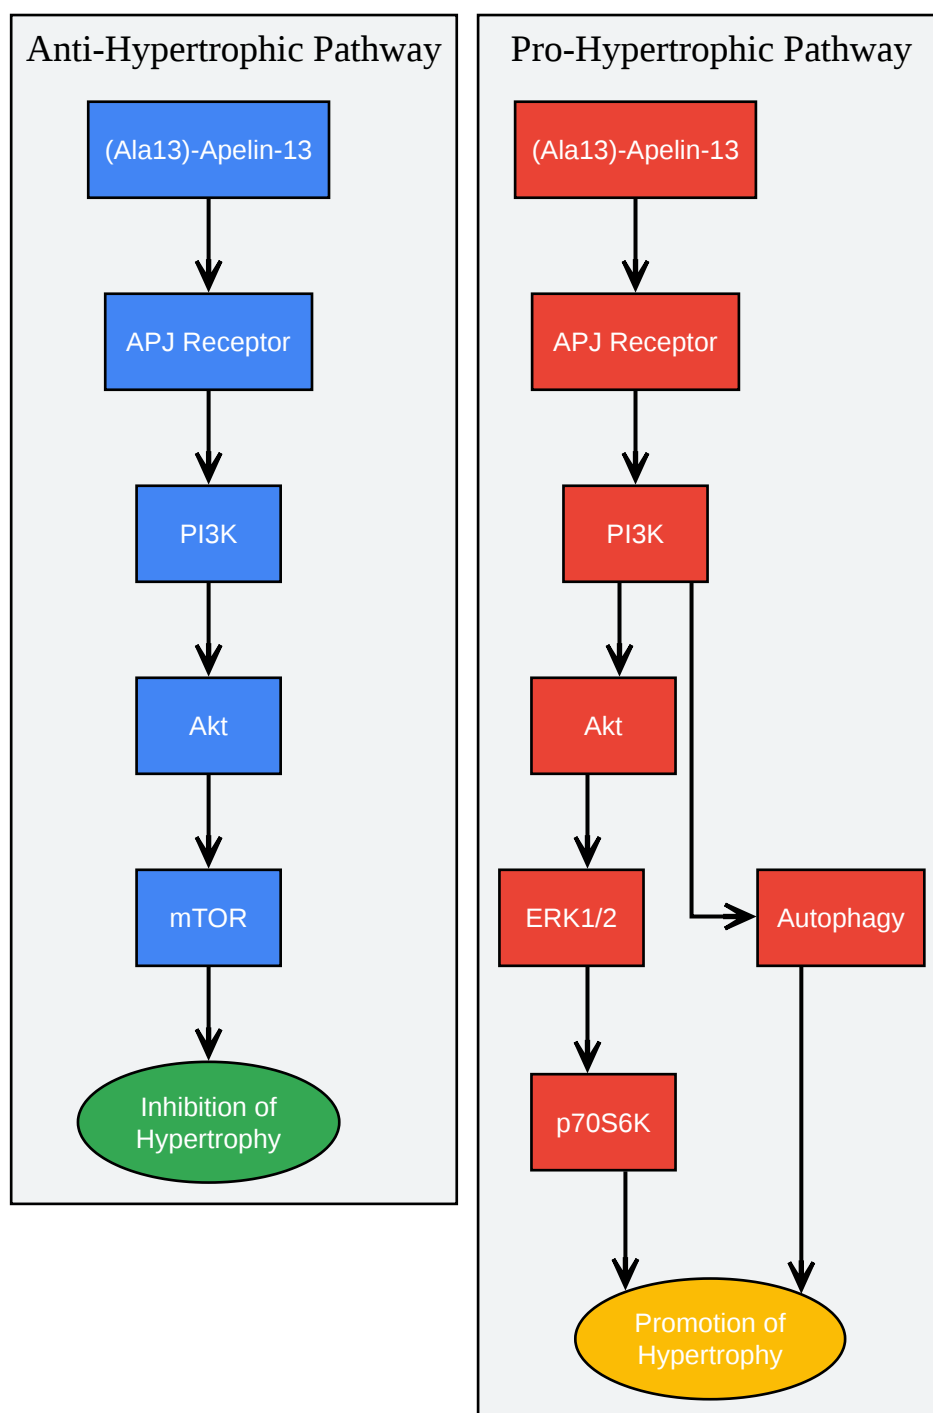 Anti-Hypertrophic Pathway
(Ala13)-Apelin-13
APJ Receptor
PI3K
Akt
mTOR
Inhibition of
Hypertrophy
Pro-Hypertrophic Pathway
(Ala13)-Apelin-13
APJ Receptor
PI3K
Akt
ERK1/2
Autophagy
p70S6K
Promotion of
Hypertrophy